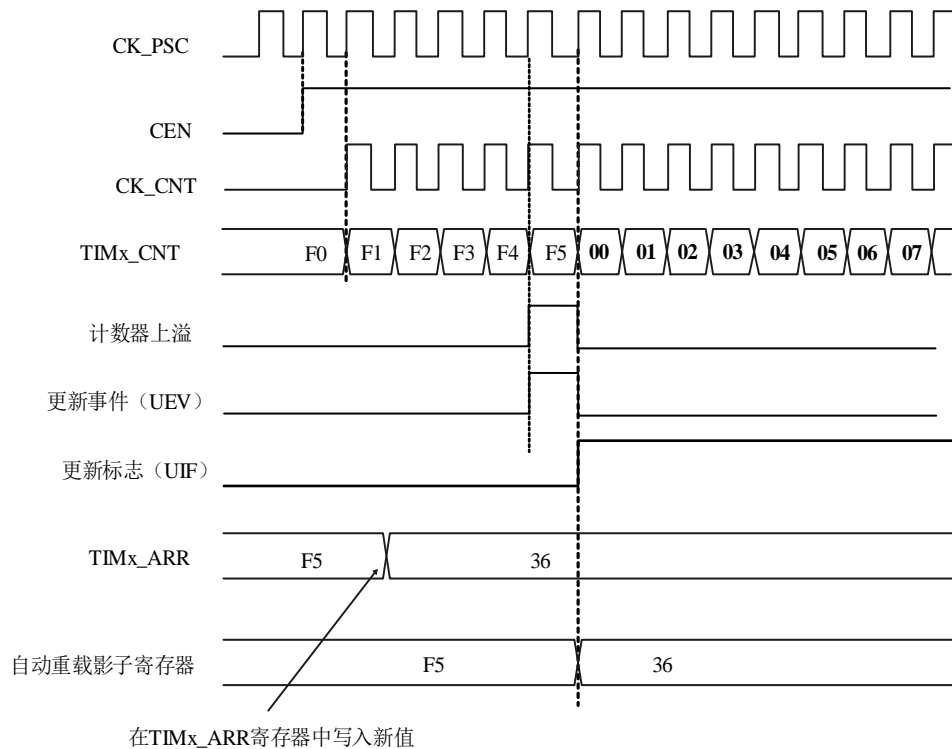 CK_PSC
CEN
CK_CNT
TIMx_CNT F0 F1 F2 F3 F4 F5 00 01 02 03 04 05 06 07
计数器上溢
更新事件（UEV）
更新标志（UIF）
TIMx_ARR F5 36
自动重载影子寄存器 F5 36
在TIMx_ARR寄存器中写入新值